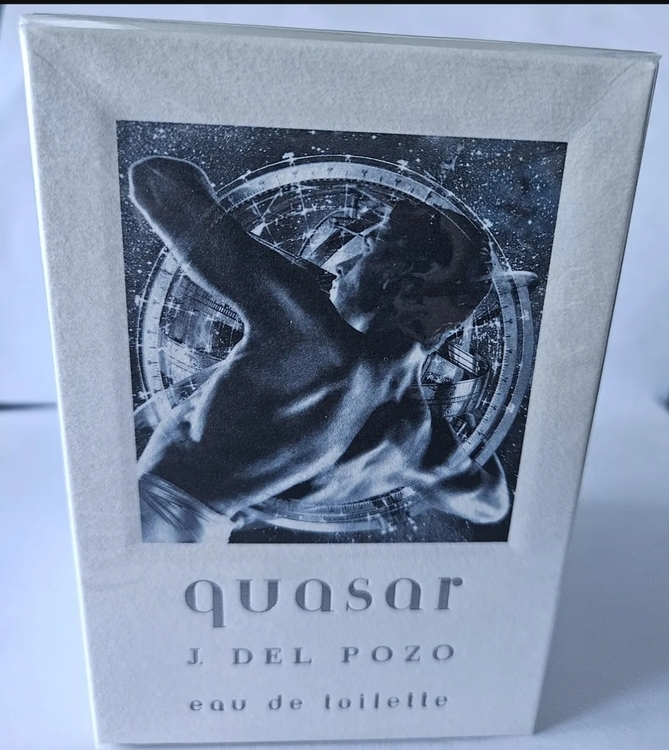 quasar
J. DEL POZO
eau de toilette